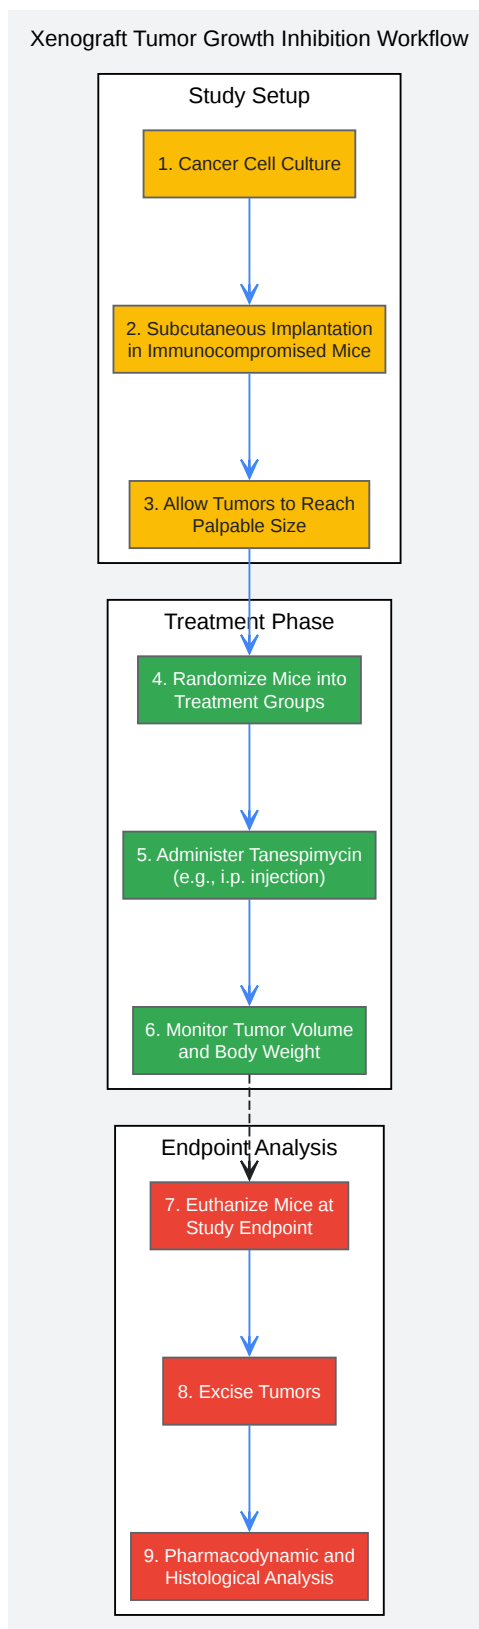 Xenograft Tumor Growth Inhibition Workflow
Study Setup
1. Cancer Cell Culture
2. Subcutaneous Implantation
in Immunocompromised Mice
3. Allow Tumors to Reach
Palpable Size
Treatment Phase
4. Randomize Mice into
Treatment Groups
5. Administer Tanespimycin
(e.g., i.p. injection)
6. Monitor Tumor Volume
and Body Weight
Endpoint Analysis
7. Euthanize Mice at
Study Endpoint
8. Excise Tumors
9. Pharmacodynamic and
Histological Analysis